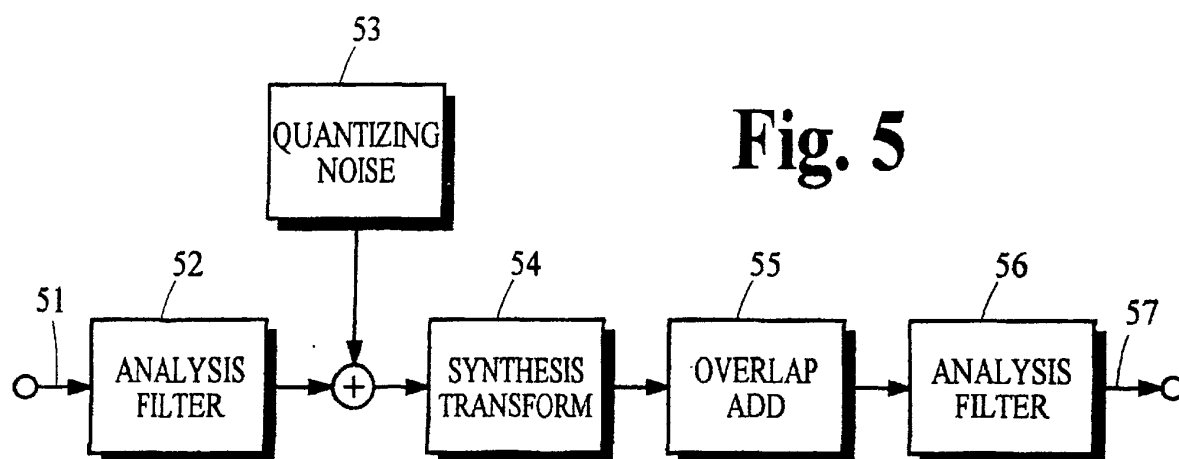 53
QUANTIZING
NOISE
Fig. 5
51
52
ANALYSIS
FILTER
+
54
SYNTHESIS
TRANSFORM
55
OVERLAP
ADD
56
ANALYSIS
FILTER
57